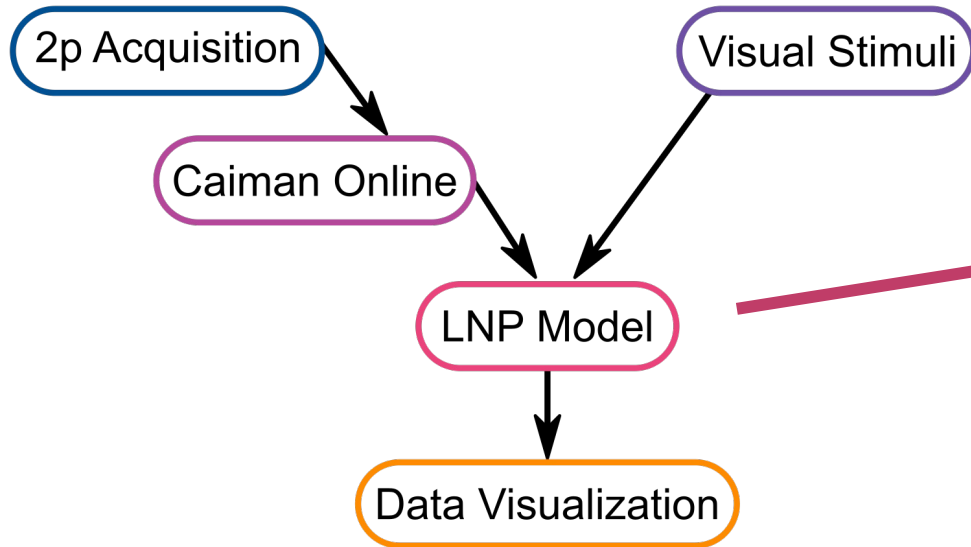 2p Acquisition
Visual Stimuli
Caiman Online
LNP Model
Data Visualization